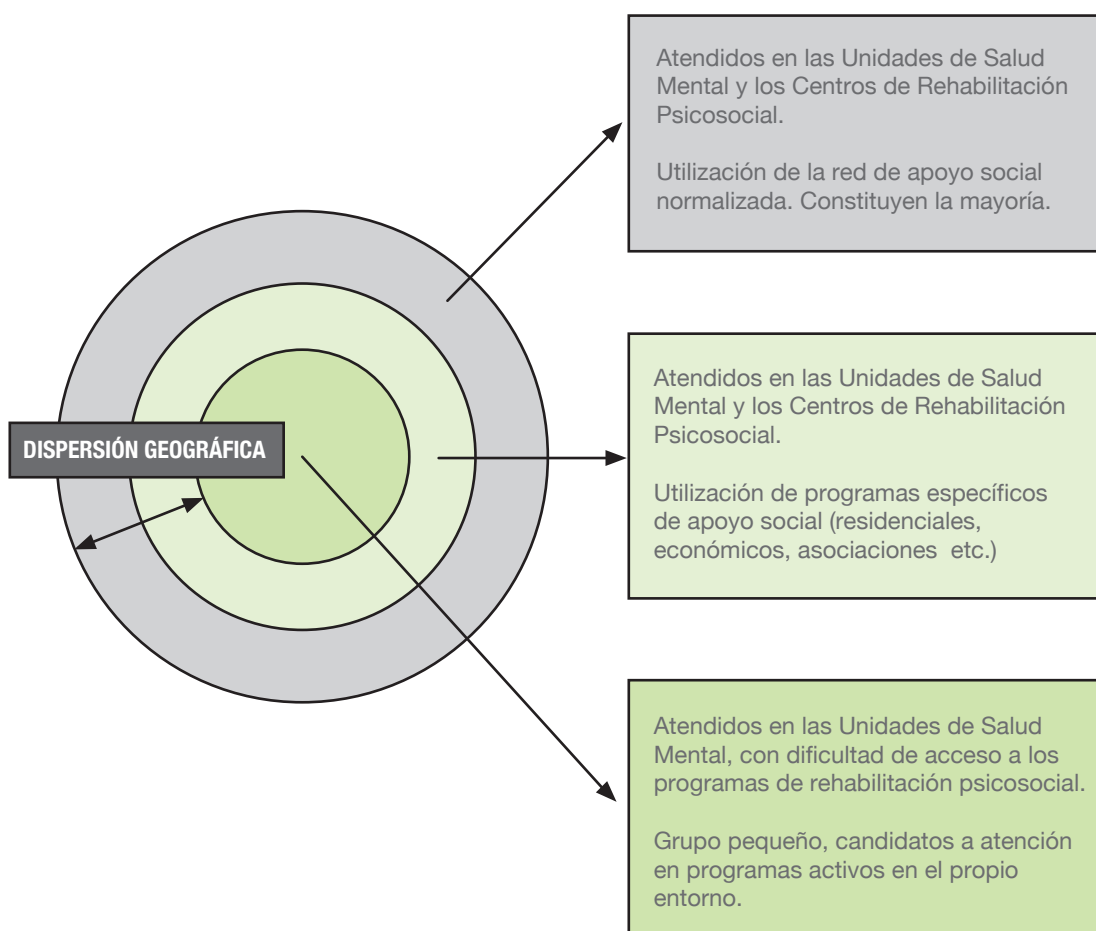 Atendidos en las Unidades de Salud
Mental y los Centros de Rehabilitación
Psicosocial.
Utilización de la red de apoyo social
normalizada. Constituyen la mayoría.
DISPERSIÓN GEOGRÁFICA
Atendidos en las Unidades de Salud
Mental y los Centros de Rehabilitación
Psicosocial.
Utilización de programas específicos
de apoyo social (residenciales,
económicos, asociaciones etc.)
Atendidos en las Unidades de Salud
Mental, con dificultad de acceso a los
programas de rehabilitación psicosocial.
Grupo pequeño, candidatos a atención
en programas activos en el propio
entorno.